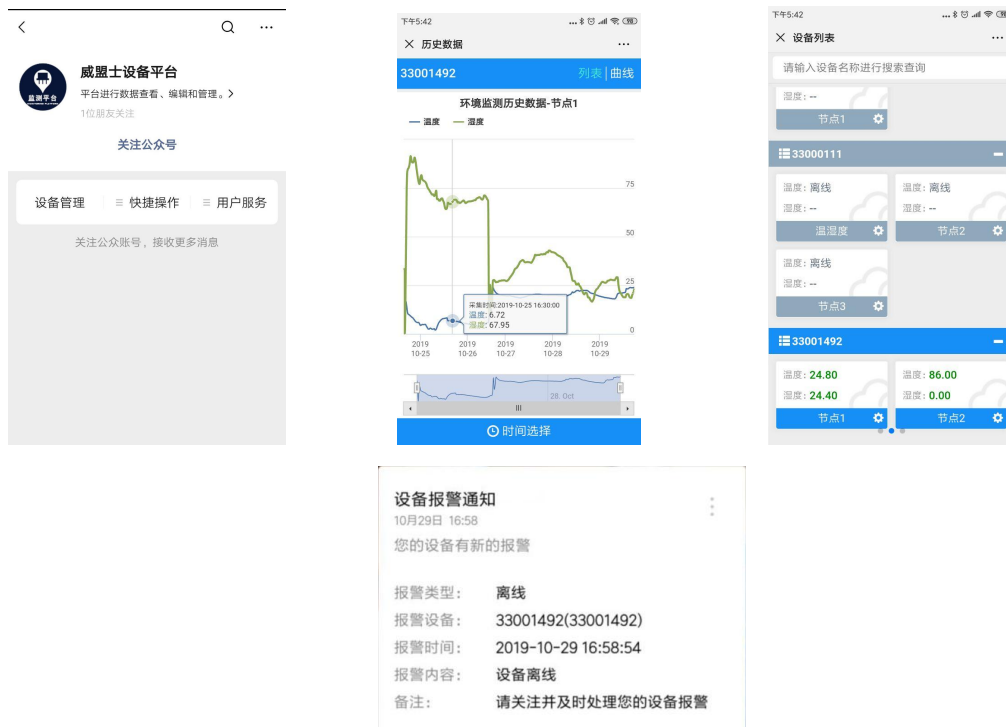 监测平台
威盟士设备平台
平台进行数据查看、编辑和管理。
1位朋友关注
关注公众号
设备管理 快捷操作 用户服务
关注公众账号，接收更多消息
下午5:42
历史数据
33001492 列表 曲线
环境监测历史数据-节点1
温度 湿度
75
50
25
0
采集时间:2019-10-25 16:30:00
温度: 6.72
湿度: 67.95
2019 2019 2019 2019 2019
10-25 10-26 10-27 10-28 10-29
28. Oct
时间选择
下午5:42
设备列表
请输入设备名称进行搜索查询
湿度: --
节点1
33000111
温度: 离线 温度: 离线
湿度: -- 湿度: --
温湿度 节点2
温度: 离线
湿度: --
节点3
33001492
温度: 24.80 温度: 86.00
湿度: 24.40 湿度: 0.00
节点1 节点2
设备报警通知
10月29日 16:58
您的设备有新的报警
报警类型: 离线
报警设备: 33001492(33001492)
报警时间: 2019-10-29 16:58:54
报警内容: 设备离线
备注: 请关注并及时处理您的设备报警